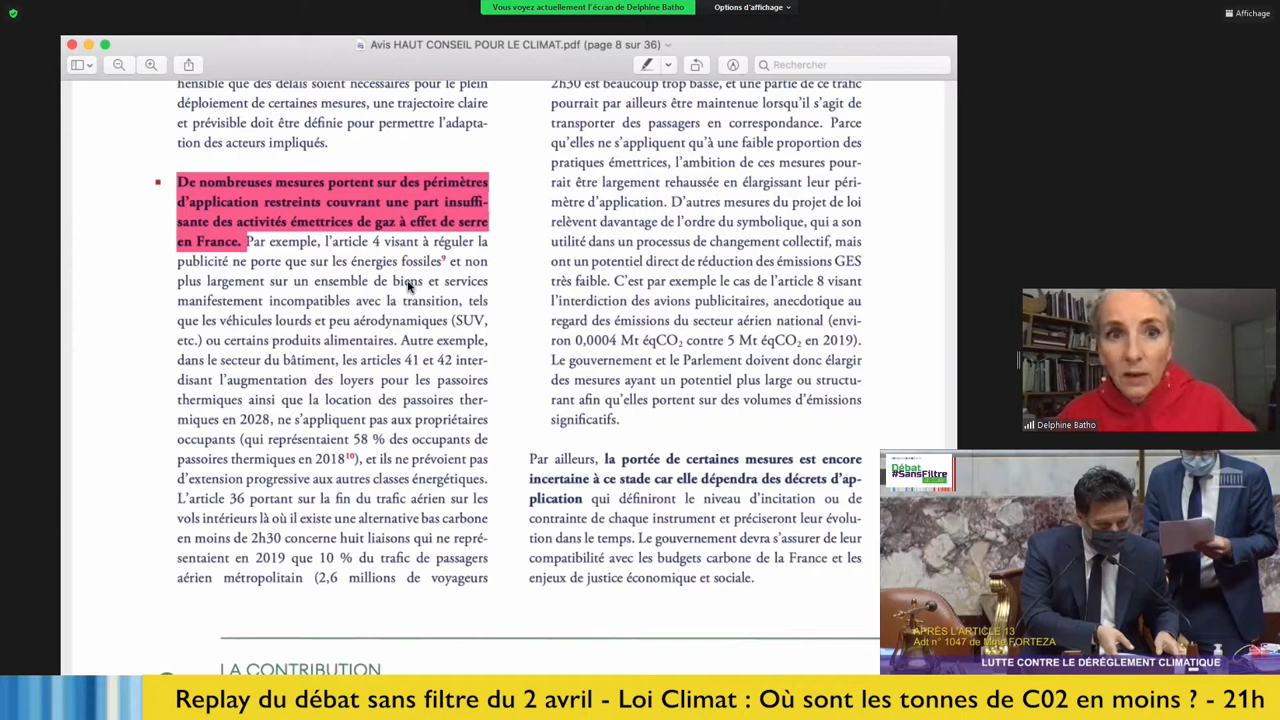 Vous voyez actuellement l'écran de Delphine Batho
Options d'affichage
Affichage
Avis HAUT CONSEIL POUR LE CLIMAT.pdf (page 8 sur 36)
Rechercher
hensible que des délais soient nécessaires pour le plein
déploiement de certaines mesures, une trajectoire claire
et prévisible doit être définie pour permettre l'adapta-
tion des acteurs impliqués.
De nombreuses mesures portent sur des périmètres
d'application restreints couvrant une part insuffi-
sante des activités émettrices de gaz à effet de serre
en France. Par exemple, l'article 4 visant à réguler la
publicité ne porte que sur les énergies fossiles⁹ et non
plus largement sur un ensemble de biens et services
manifestement incompatibles avec la transition, tels
que les véhicules lourds et peu aérodynamiques (SUV,
etc.) ou certains produits alimentaires. Autre exemple,
dans le secteur du bâtiment, les articles 41 et 42 inter-
disant l'augmentation des loyers pour les passoires
thermiques ainsi que la location des passoires ther-
miques en 2028, ne s'appliquent pas aux propriétaires
occupants (qui représentaient 58 % des occupants de
passoires thermiques en 2018¹⁰), et ils ne prévoient pas
d'extension progressive aux autres classes énergétiques.
L'article 36 portant sur la fin du trafic aérien sur les
vols intérieurs là où il existe une alternative bas carbone
en moins de 2h30 concerne huit liaisons qui ne repré-
sentaient en 2019 que 10 % du trafic de passagers
aérien métropolitain (2,6 millions de voyageurs
2h30 est beaucoup trop basse, et une partie de ce trafic
pourrait par ailleurs être maintenue lorsqu'il s'agit de
transporter des passagers en correspondance. Parce
qu'elles ne s'appliquent qu'à une faible proportion des
pratiques émettrices, l'ambition de ces mesures pour-
rait être largement rehaussée en élargissant leur péri-
mètre d'application. D'autres mesures du projet de loi
relèvent davantage de l'ordre du symbolique, qui a son
utilité dans un processus de changement collectif, mais
ont un potentiel direct de réduction des émissions GES
très faible. C'est par exemple le cas de l'article 8 visant
l'interdiction des avions publicitaires, anecdotique au
regard des émissions du secteur aérien national (envi-
ron 0,0004 Mt éqCO₂ contre 5 Mt éqCO₂ en 2019).
Le gouvernement et le Parlement doivent donc élargir
des mesures ayant un potentiel plus large ou structu-
rant afin qu'elles portent sur des volumes d'émissions
significatifs.
Par ailleurs, la portée de certaines mesures est encore
incertaine à ce stade car elle dépendra des décrets d'ap-
plication qui définiront le niveau d'incitation ou de
contrainte de chaque instrument et préciseront leur évolu-
tion dans le temps. Le gouvernement devra s'assurer de leur
compatibilité avec les budgets carbone de la France et les
enjeux de justice économique et sociale.
LA CONTRIBUTION
Delphine Batho
Débat
#SansFiltre
APRÈS L'ARTICLE 13
Adt n° 1047 de Mme FORTEZA
LUTTE CONTRE LE DÉRÈGLEMENT CLIMATIQUE
Replay du débat sans filtre du 2 avril - Loi Climat : Où sont les tonnes de C02 en moins ? - 21h